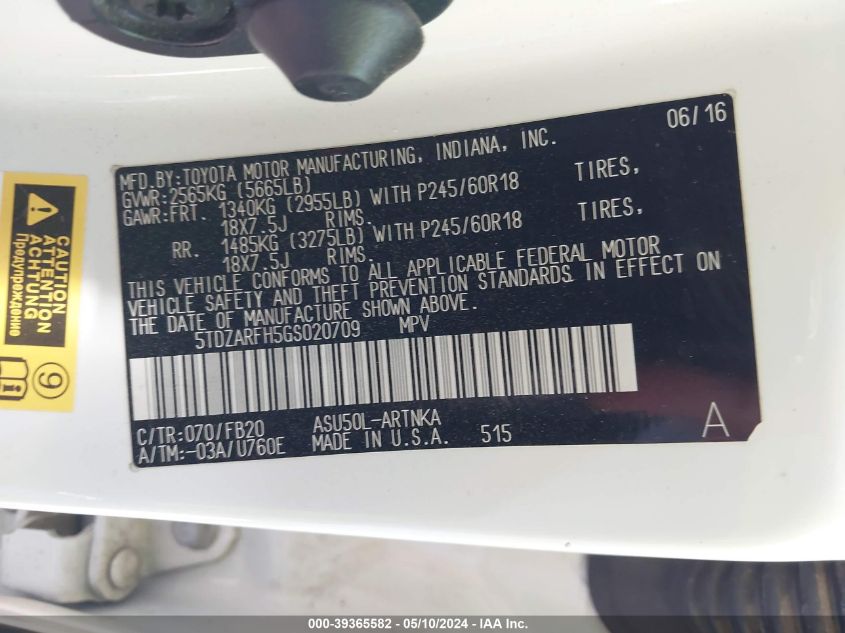 06/16
MFD.BY:TOYOTA MOTOR MANUFACTURING, INDIANA, INC.
GVWR:2565KG (5665LB)
GAWR:FRT. 1340KG (2955LB) WITH P245/60R18 TIRES,
18X7.5J RIMS.
RR. 1485KG (3275LB) WITH P245/60R18 TIRES,
18X7.5J RIMS.
THIS VEHICLE CONFORMS TO ALL APPLICABLE FEDERAL MOTOR
VEHICLE SAFETY AND THEFT PREVENTION STANDARDS IN EFFECT ON
THE DATE OF MANUFACTURE SHOWN ABOVE.
5TDZARFH5GS020709 MPV
C/TR:070/FB20 ASU50L-ARTNKA
A/TM:-03A/U760E MADE IN U.S.A. 515
A
CAUTION
ATTENTION
ACHTUNG
Предупреждение
9
i
000-39365582 - 05/10/2024 - IAA Inc.